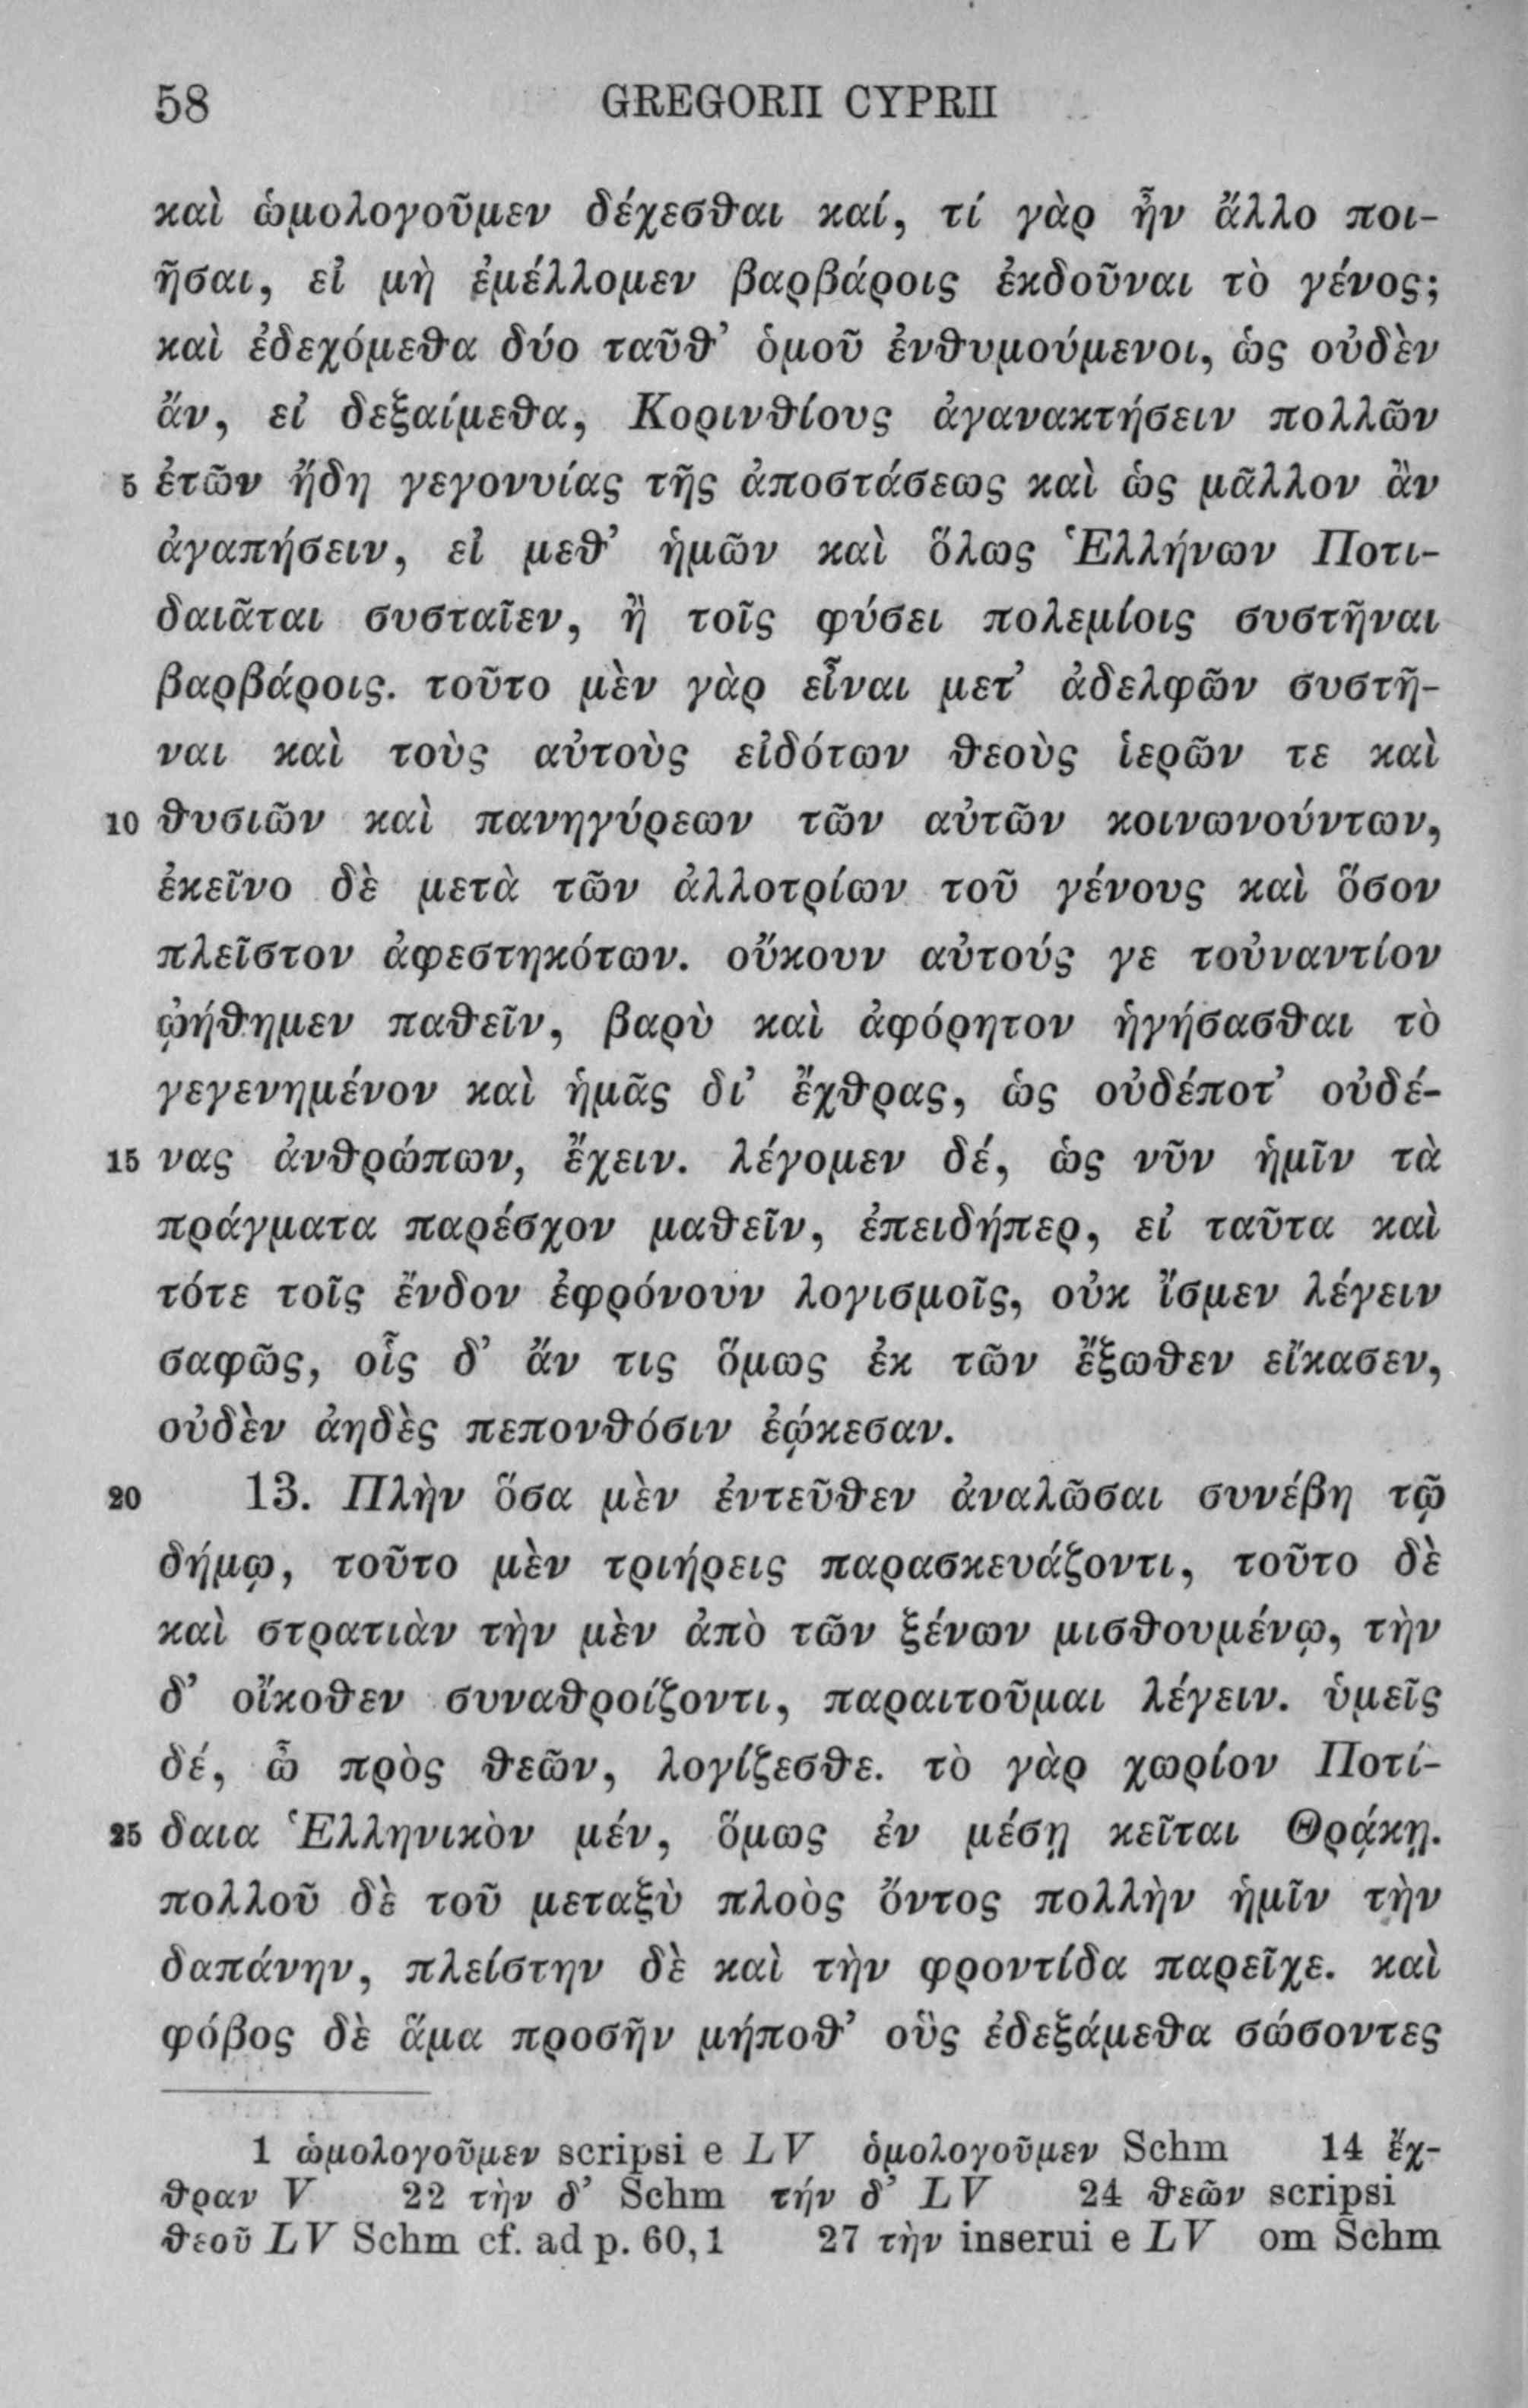 58 GREGORII CYPRII
καὶ ὡμολογοῦμεν δέχεσθαι καί, τί γὰρ ἦν ἄλλο ποι-
ῆσαι, εἰ μὴ ἐμέλλομεν βαρβάροις ἐκδοῦναι τὸ γένος;
καὶ ἐδεχόμεθα δύο ταῦθ’ ὁμοῦ ἐνθυμούμενοι, ὡς οὐδὲν
ἄν, εἰ δεξαίμεθα, Κορινθίους ἀγανακτήσειν πολλῶν
5 ἐτῶν ἤδη γεγονυίας τῆς ἀποστάσεως καὶ ὡς μᾶλλον ἂν
ἀγαπήσειν, εἰ μεθ’ ἡμῶν καὶ ὅλως Ἑλλήνων Ποτι-
δαιᾶται συσταῖεν, ἢ τοῖς φύσει πολεμίοις συστῆναι
βαρβάροις. τοῦτο μὲν γὰρ εἶναι μετ’ ἀδελφῶν συστῆ-
ναι καὶ τοὺς αὐτοὺς εἰδότων θεοὺς ἱερῶν τε καὶ
10 θυσιῶν καὶ πανηγύρεων τῶν αὐτῶν κοινωνούντων,
ἐκεῖνο δὲ μετὰ τῶν ἀλλοτρίων τοῦ γένους καὶ ὅσον
πλεῖστον ἀφεστηκότων. οὔκουν αὐτούς γε τοὐναντίον
ᾠήθημεν παθεῖν, βαρὺ καὶ ἀφόρητον ἡγήσασθαι τὸ
γεγενημένον καὶ ἡμᾶς δι’ ἔχθρας, ὡς οὐδέποτ’ οὐδέ-
15 νας ἀνθρώπων, ἔχειν. λέγομεν δέ, ὡς νῦν ἡμῖν τὰ
πράγματα παρέσχον μαθεῖν, ἐπειδήπερ, εἰ ταῦτα καὶ
τότε τοῖς ἔνδον ἐφρόνουν λογισμοῖς, οὐκ ἴσμεν λέγειν
σαφῶς, οἷς δ’ ἄν τις ὅμως ἐκ τῶν ἔξωθεν εἴκασεν,
οὐδὲν ἀηδὲς πεπονθόσιν ἐῴκεσαν.
20 13. Πλὴν ὅσα μὲν ἐντεῦθεν ἀναλῶσαι συνέβη τῷ
δήμῳ, τοῦτο μὲν τριήρεις παρασκευάζοντι, τοῦτο δὲ
καὶ στρατιὰν τὴν μὲν ἀπὸ τῶν ξένων μισθουμένῳ, τὴν
δ’ οἴκοθεν συναθροίζοντι, παραιτοῦμαι λέγειν. ὑμεῖς
δέ, ὦ πρὸς θεῶν, λογίζεσθε. τὸ γὰρ χωρίον Ποτί-
25 δαια Ἑλληνικὸν μέν, ὅμως ἐν μέσῃ κεῖται Θρᾴκῃ.
πολλοῦ δὲ τοῦ μεταξὺ πλοὸς ὄντος πολλὴν ἡμῖν τὴν
δαπάνην, πλείστην δὲ καὶ τὴν φροντίδα παρεῖχε. καὶ
φόβος δὲ ἅμα προσῆν μήποθ’ οὓς ἐδεξάμεθα σώσοντες
1 ὡμολογοῦμεν scripsi e LV ὁμολογοῦμεν Schm 14 ἔχ-
θραν V 22 τὴν δ’ Schm τήν δ’ LV 24 θεῶν scripsi
θεοῦ LV Schm cf. ad p. 60,1 27 τὴν inserui e LV om Schm